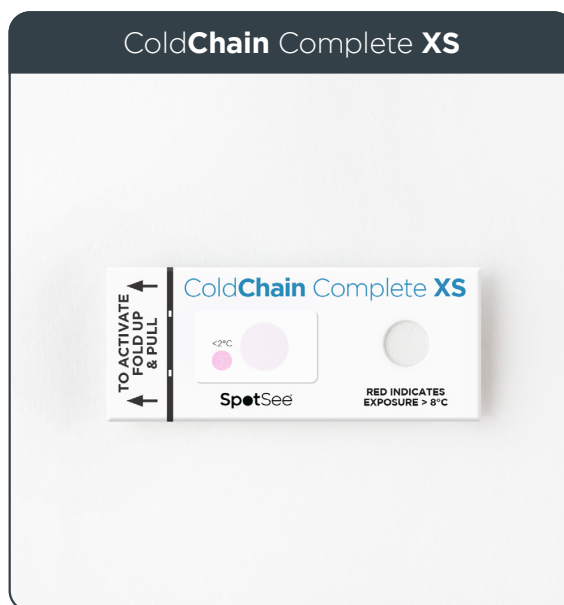 ColdChain Complete XS
TO ACTIVATE
FOLD UP
& PULL
ColdChain Complete XS
<2°C
SpotSee
RED INDICATES
EXPOSURE > 8°C